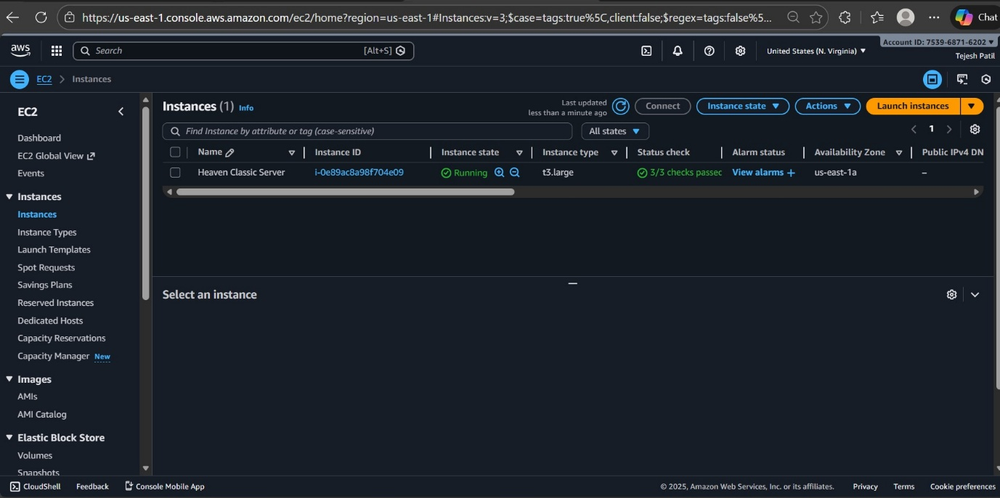 https://us-east-1.console.aws.amazon.com/ec2/home?region=us-east-1#Instances:v=3;$case=tags:true%5C,client:false;$regex=tags:false%5...
Chat
aws
Search [Alt+S]
United States (N. Virginia)
Account ID: 7539-6871-6202
Tejesh Patil
EC2 > Instances
EC2
Dashboard
EC2 Global View
Events
Instances
Instances
Instance Types
Launch Templates
Spot Requests
Savings Plans
Reserved Instances
Dedicated Hosts
Capacity Reservations
Capacity Manager New
Images
AMIs
AMI Catalog
Elastic Block Store
Volumes
Snapshots
Instances (1) Info
Last updated
less than a minute ago
Connect
Instance state
Actions
Launch instances
Find Instance by attribute or tag (case-sensitive)
All states
1
Name Instance ID Instance state Instance type Status check Alarm status Availability Zone Public IPv4 DN
Heaven Classic Server i-0e89ac8a98f704e09 Running t3.large 3/3 checks passec View alarms + us-east-1a –
Select an instance
CloudShell Feedback Console Mobile App © 2025, Amazon Web Services, Inc. or its affiliates. Privacy Terms Cookie preferences